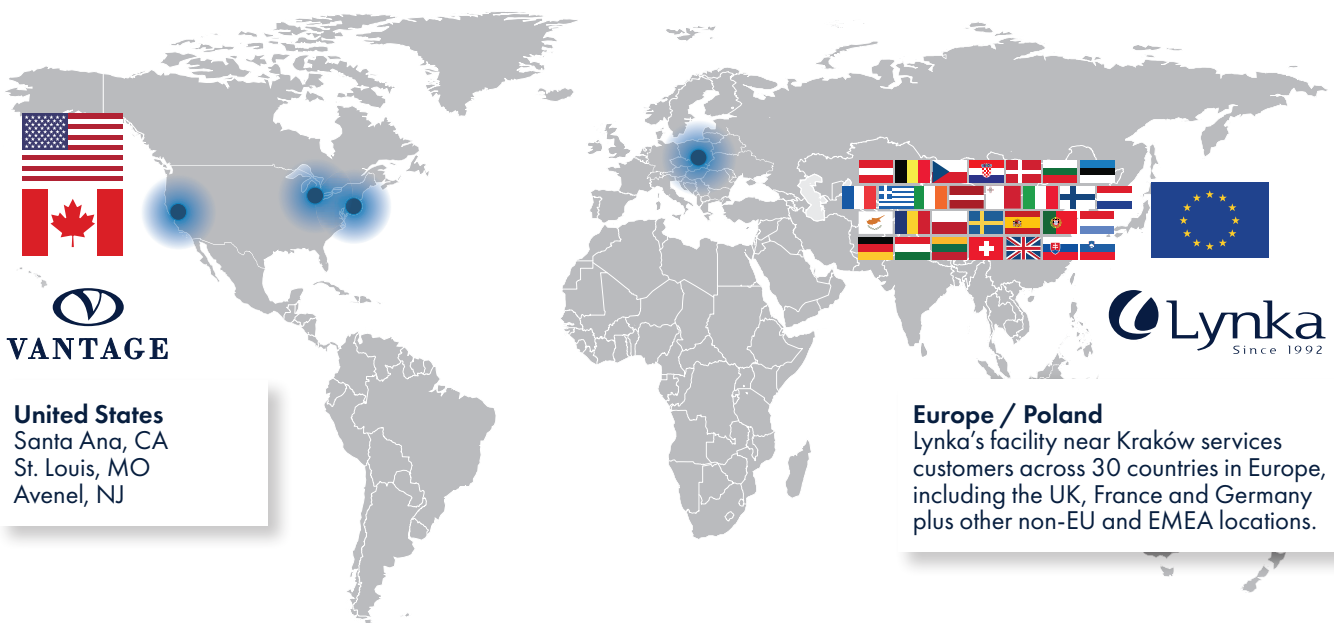 VANTAGE
United States
Santa Ana, CA
St. Louis, MO
Avenel, NJ
Lynka
Since 1992
Europe / Poland
Lynka's facility near Kraków services
customers across 30 countries in Europe,
including the UK, France and Germany
plus other non-EU and EMEA locations.